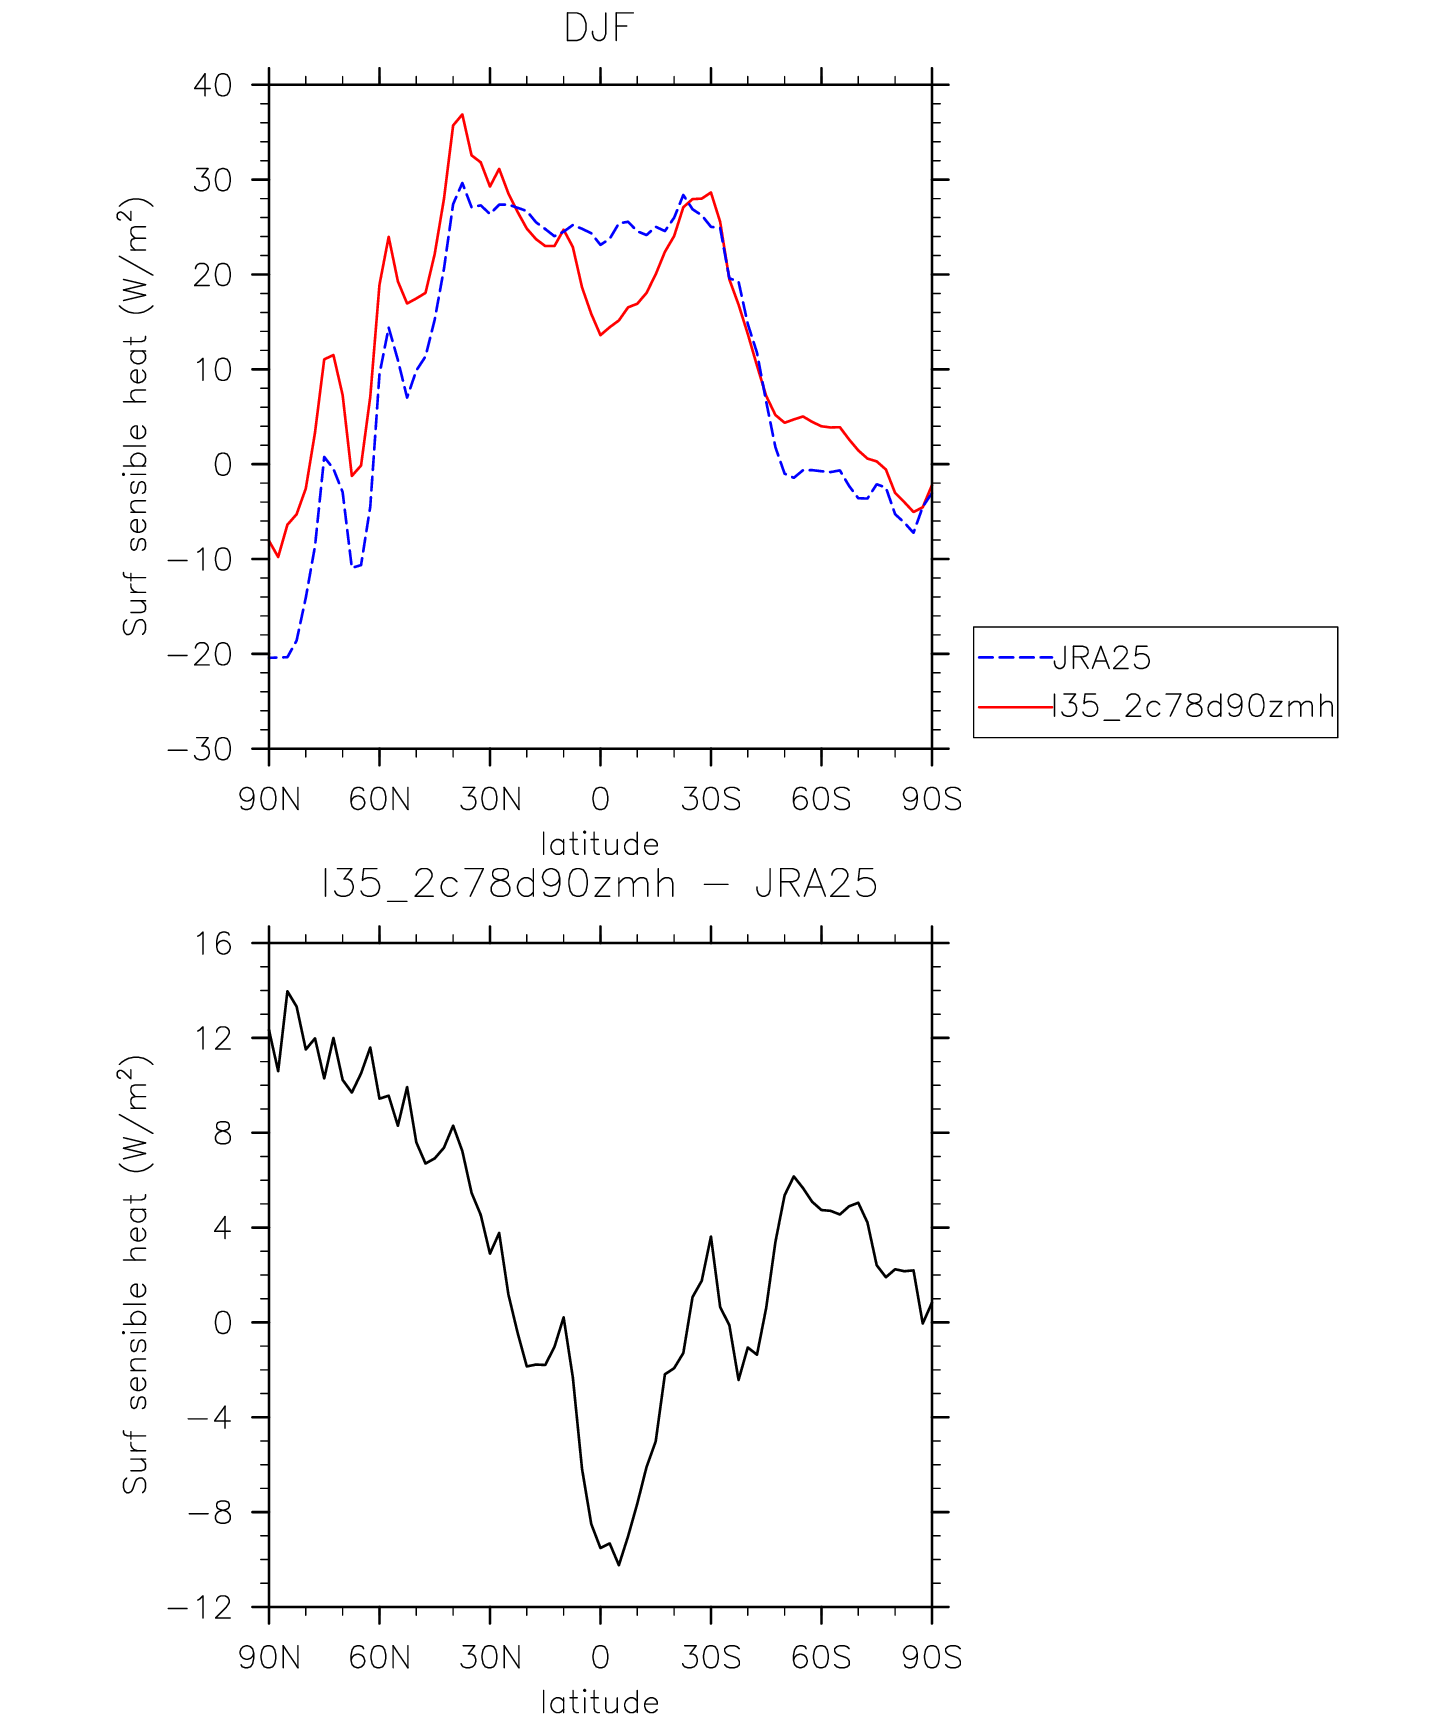 DJF
Surf sensible heat (W/m²)
40
30
20
10
0
−10
−20
−30
90N 60N 30N 0 30S 60S 90S
latitude
JRA25
I35_2c78d90zmh
I35_2c78d90zmh − JRA25
Surf sensible heat (W/m²)
16
12
8
4
0
−4
−8
−12
90N 60N 30N 0 30S 60S 90S
latitude